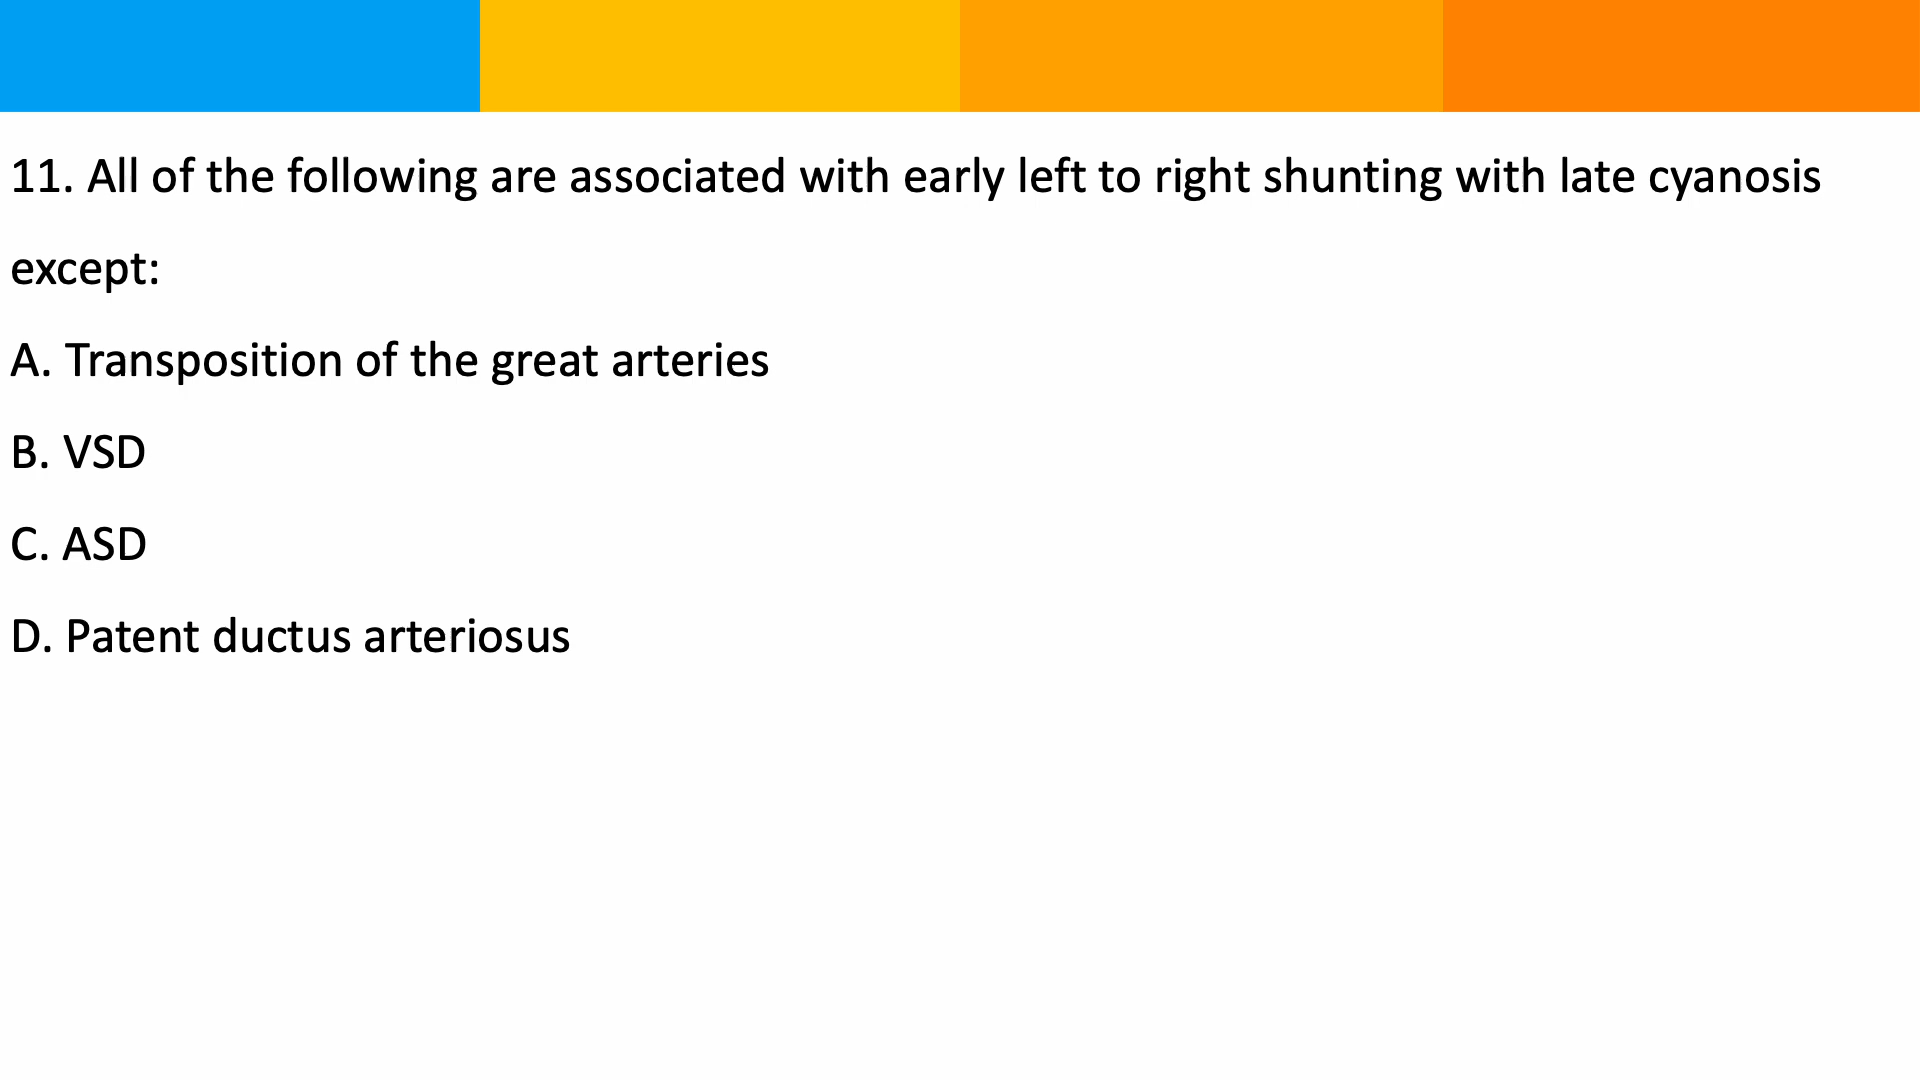 11. All of the following are associated with early left to right shunting with late cyanosis
except:
A. Transposition of the great arteries
B. VSD
C. ASD
D. Patent ductus arteriosus